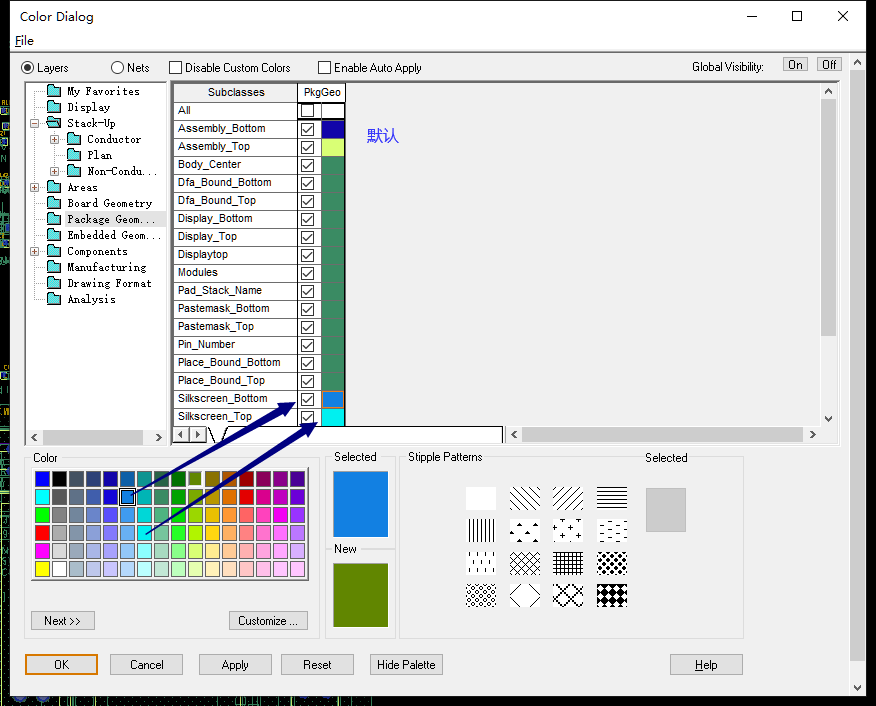 Color Dialog
File
Layers
Nets
Disable Custom Colors
Enable Auto Apply
Global Visibility:
On
Off
My Favorites
Display
Stack-Up
Conductor
Plan
Non-Condu...
Areas
Board Geometry
Package Geom...
Embedded Geom...
Components
Manufacturing
Drawing Format
Analysis
Subclasses
PkgGeo
All
Assembly_Bottom
Assembly_Top
Body_Center
Dfa_Bound_Bottom
Dfa_Bound_Top
Display_Bottom
Display_Top
Displaytop
Modules
Pad_Stack_Name
Pastemask_Bottom
Pastemask_Top
Pin_Number
Place_Bound_Bottom
Place_Bound_Top
Silkscreen_Bottom
Silkscreen_Top
默认
Color
Next >>
Customize ...
Selected
New
Stipple Patterns
Selected
OK
Cancel
Apply
Reset
Hide Palette
Help